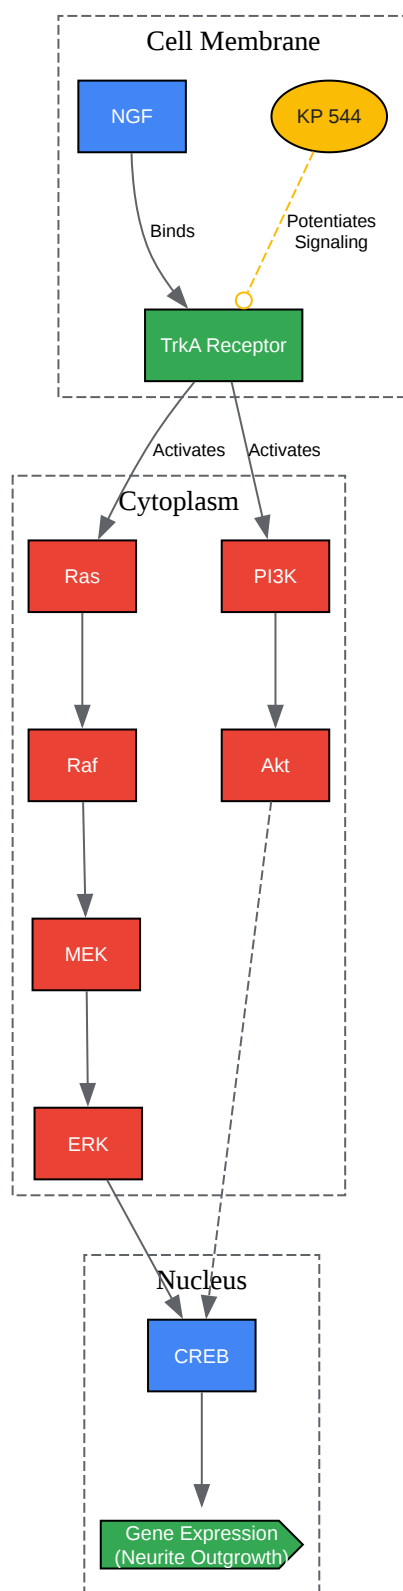 Cell Membrane
NGF
KP 544
Binds
Potentiates
Signaling
TrkA Receptor
Activates
Activates
Cytoplasm
Ras
PI3K
Raf
Akt
MEK
ERK
Nucleus
CREB
Gene Expression
(Neurite Outgrowth)